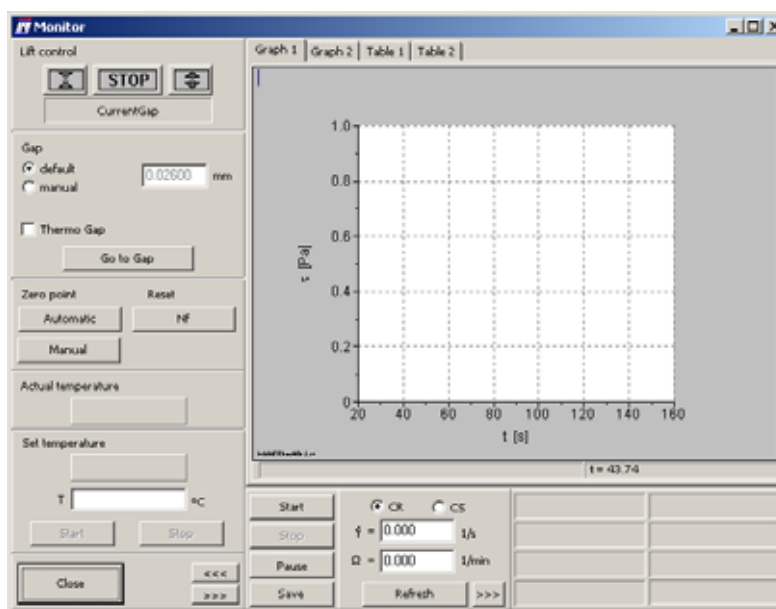 Monitor
Lift control
STOP
CurrentGap
Gap
default
manual
0.02600 mm
Thermo Gap
Go to Gap
Zero point Reset
Automatic NF
Manual
Actual temperature
Set temperature
T °C
Start Stop
Close
<<<
>>>
Graph 1 Graph 2 Table 1 Table 2
τ [Pa]
1.0
0.8
0.6
0.4
0.2
0
20 40 60 80 100 120 140 160
t [s]
t = 43.74
Start
Stop
Pause
Save
CR CS
= 0.000 1/s
Ω = 0.000 1/min
Refresh >>>